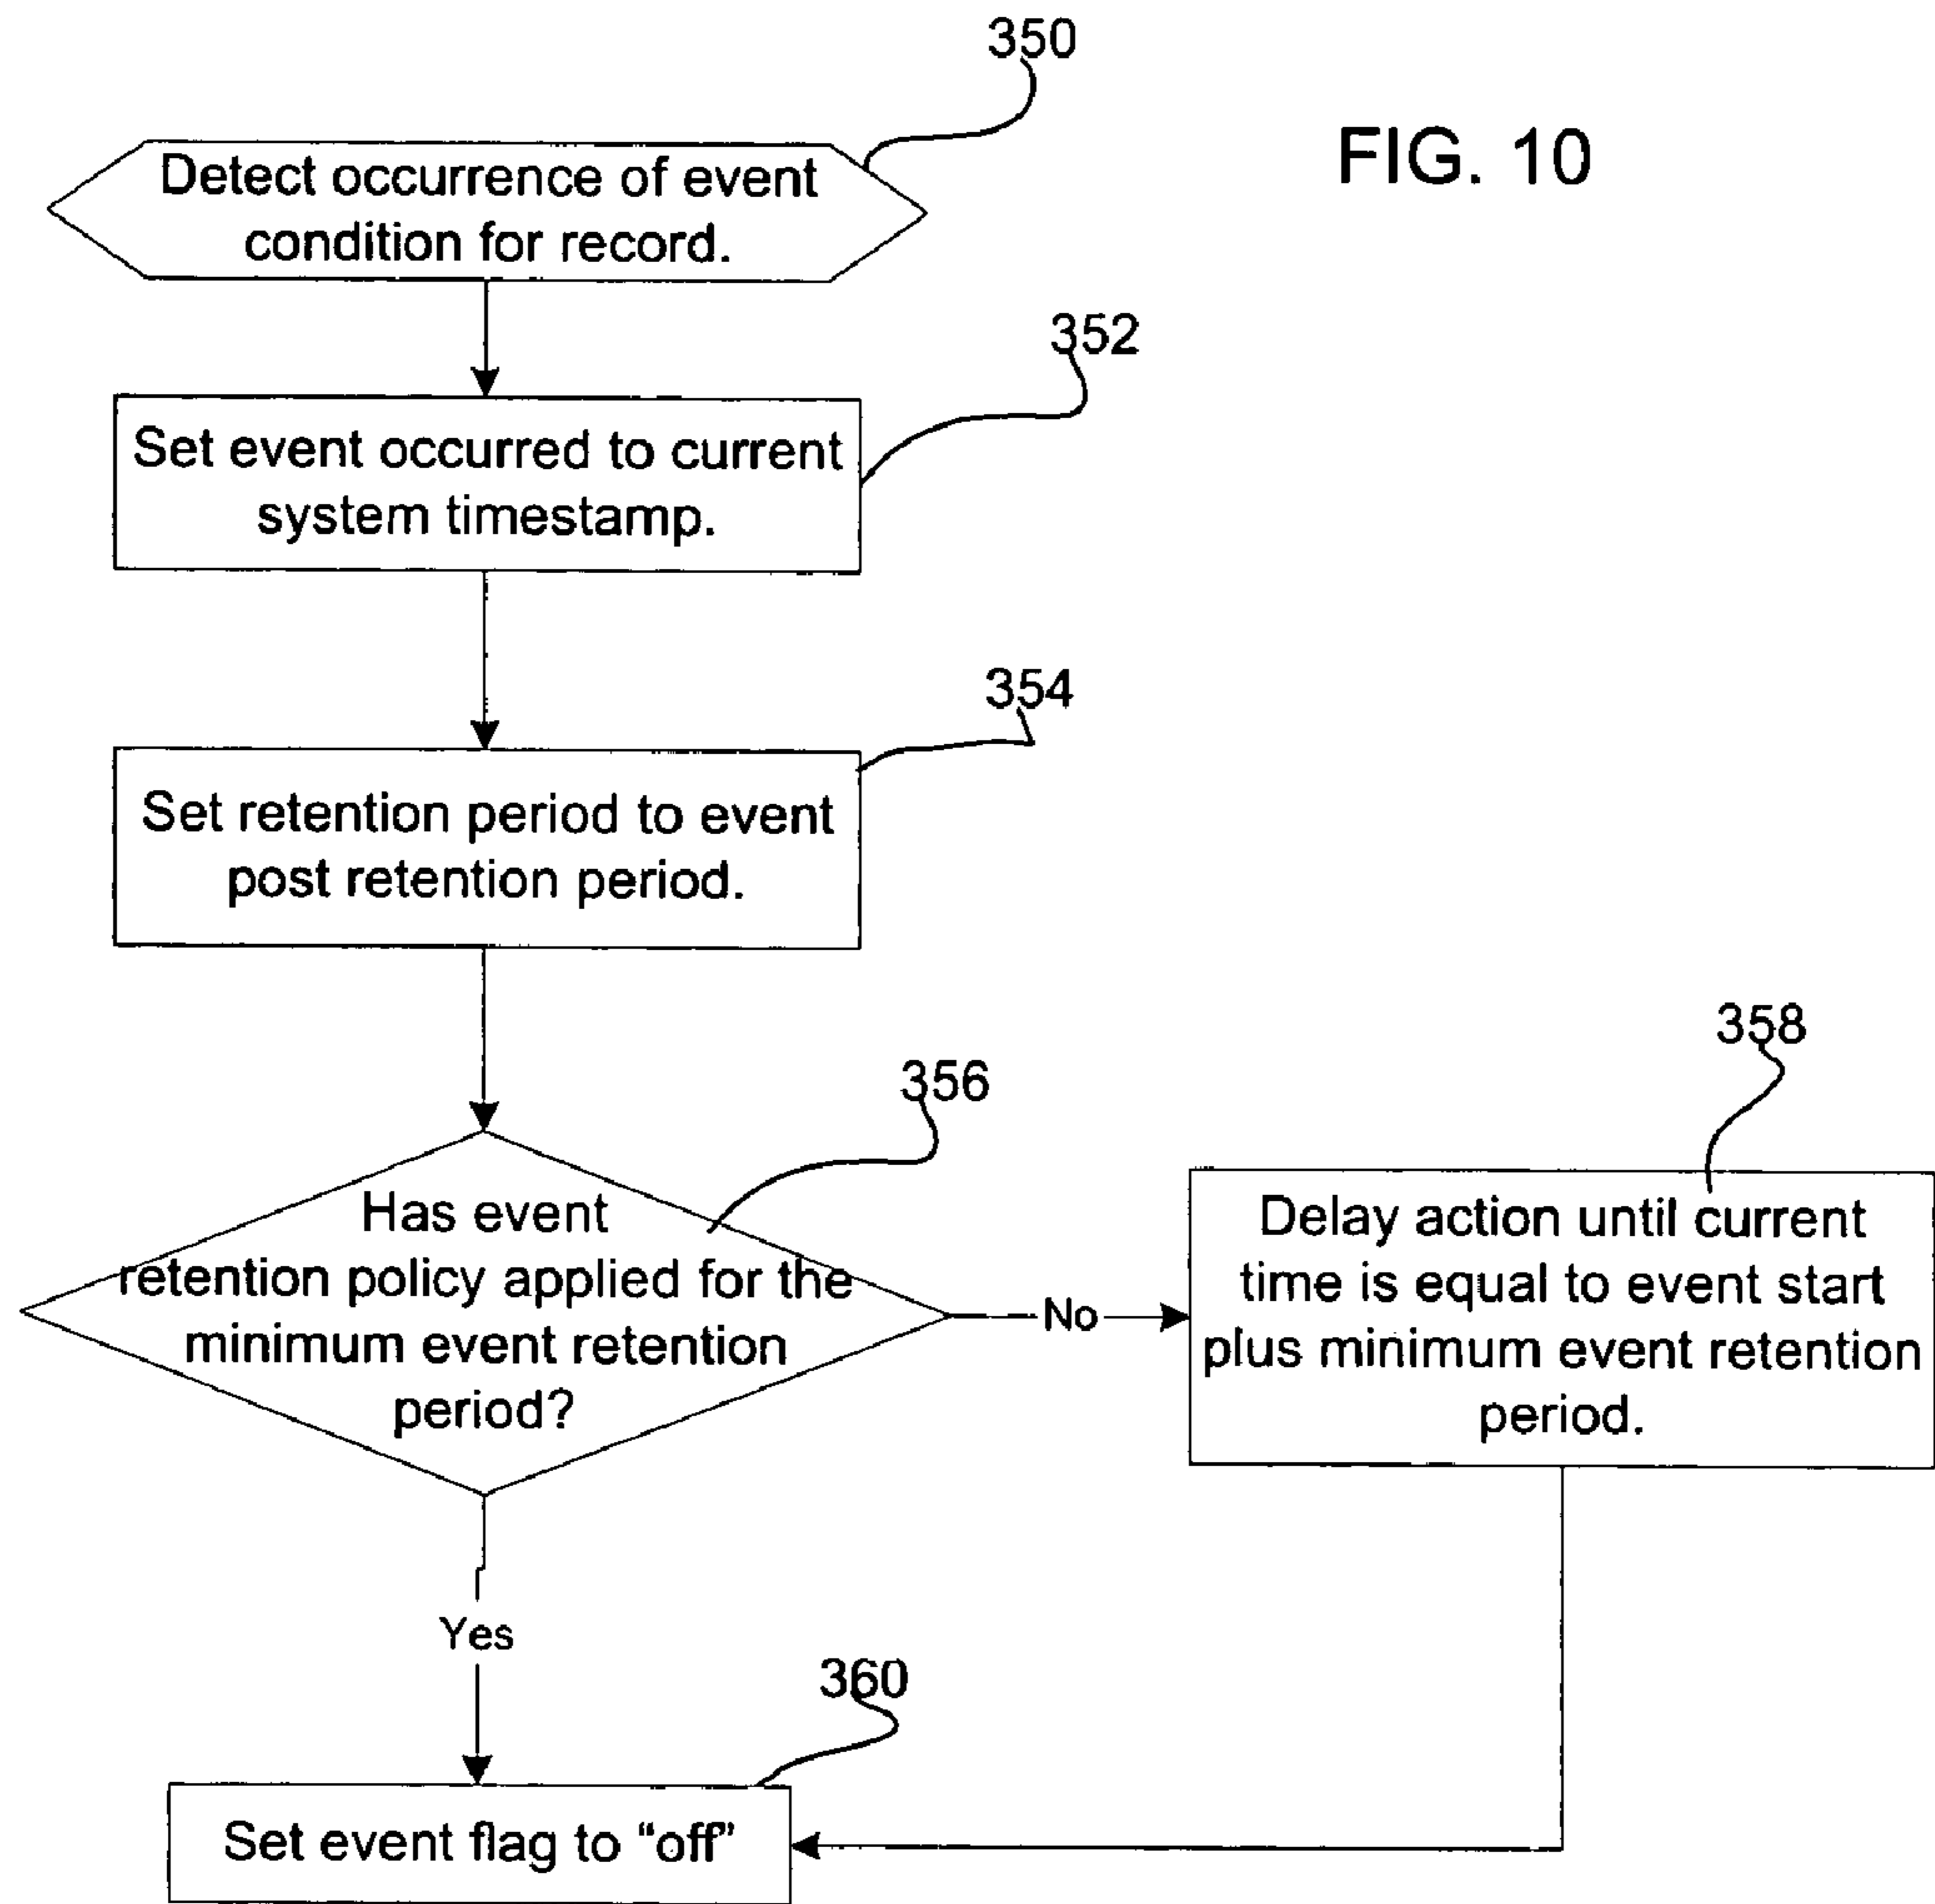 350
FIG. 10
Detect occurrence of event
condition for record.
352
Set event occurred to current
system timestamp.
354
Set retention period to event
post retention period.
356
Has event
retention policy applied for the
minimum event retention
period?
No
358
Delay action until current
time is equal to event start
plus minimum event retention
period.
Yes
360
Set event flag to “off”